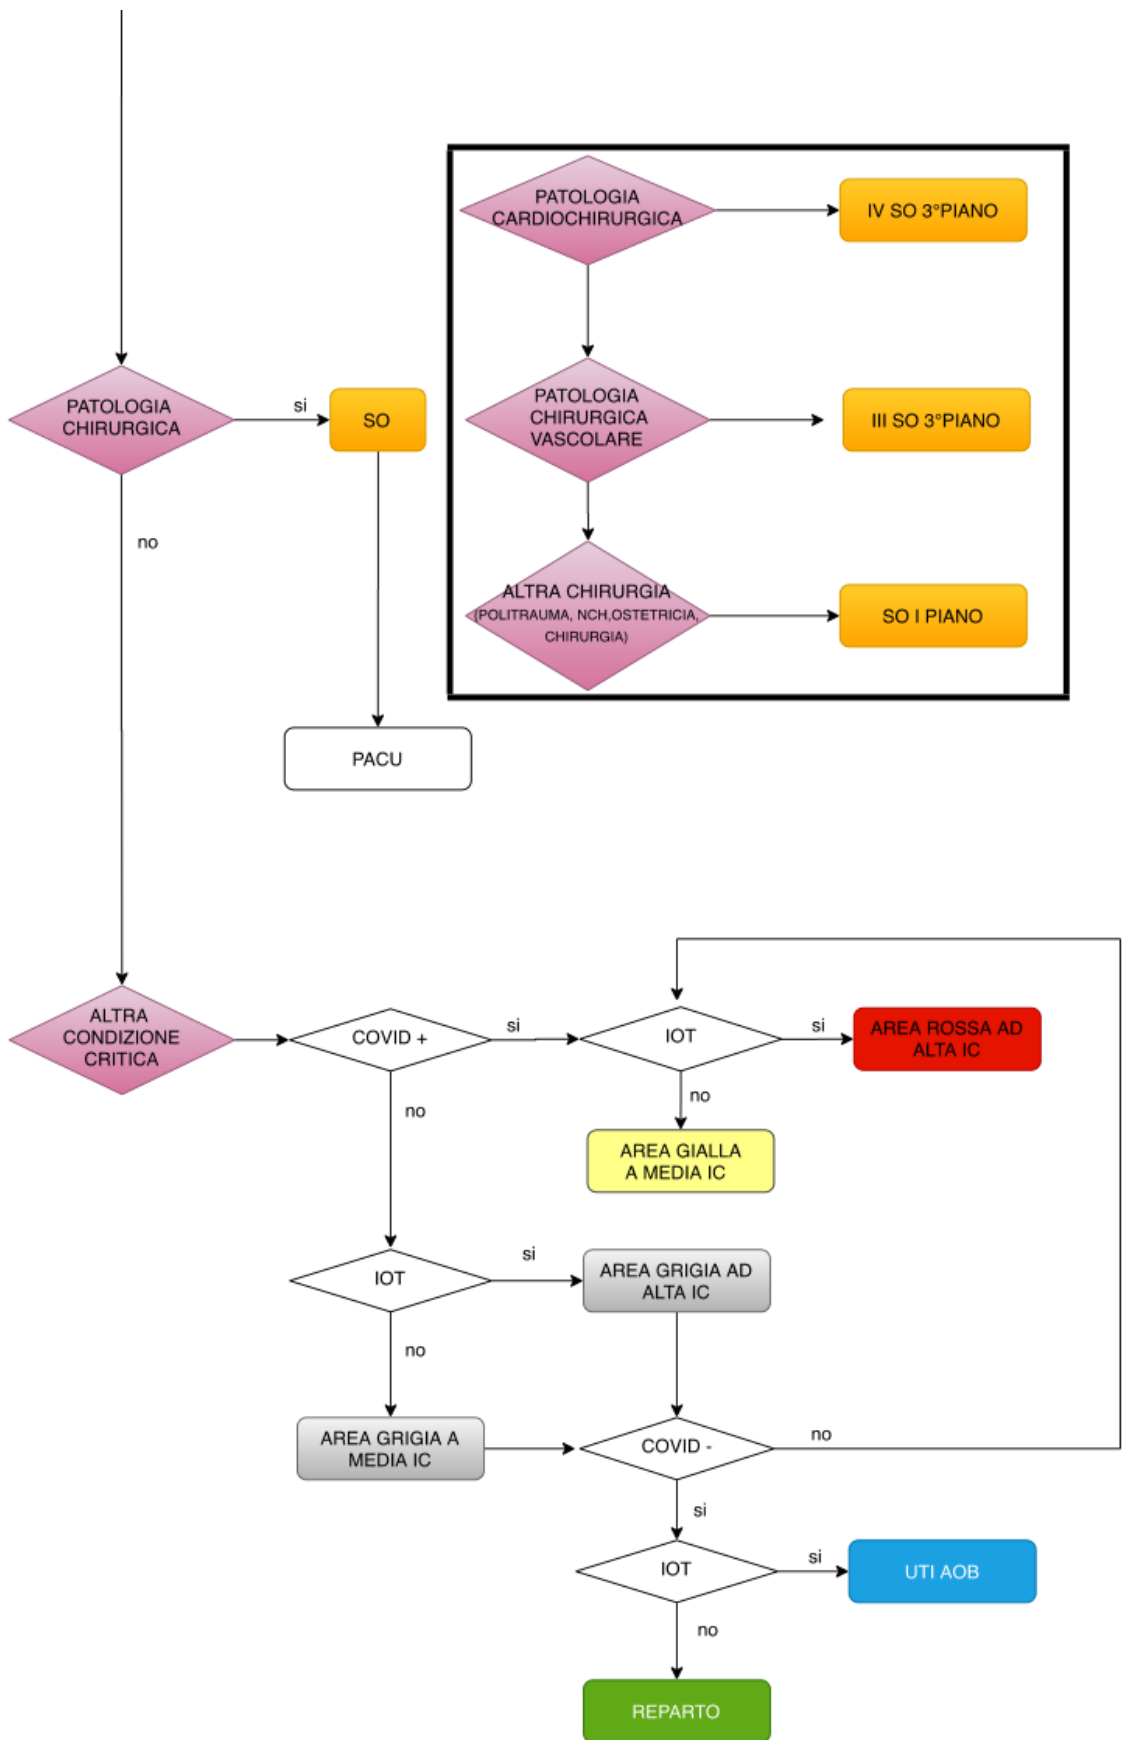 PATOLOGIA
CARDIOCHIRURGICA
IV SO 3°PIANO
PATOLOGIA
CHIRURGICA
VASCOLARE
III SO 3°PIANO
ALTRA CHIRURGIA
(POLITRAUMA, NCH,OSTETRICIA,
CHIRURGIA)
SO I PIANO
PATOLOGIA
CHIRURGICA
si
SO
no
PACU
ALTRA
CONDIZIONE
CRITICA
COVID +
si
IOT
si
AREA ROSSA AD
ALTA IC
no
no
AREA GIALLA
A MEDIA IC
IOT
si
AREA GRIGIA AD
ALTA IC
no
AREA GRIGIA A
MEDIA IC
COVID -
no
si
IOT
si
UTI AOB
no
REPARTO